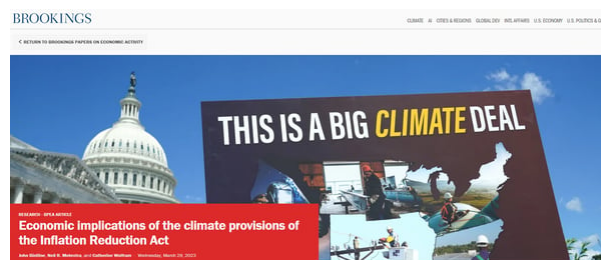 BROOKINGS
CLIMATE AI CITIES & REGIONS GLOBAL DEV INTL AFFAIRS U.S. ECONOMY U.S. POLITICS & G
< RETURN TO BROOKINGS PAPERS ON ECONOMIC ACTIVITY
THIS IS A BIG CLIMATE DEAL
RESEARCH - BPEA ARTICLE
Economic implications of the climate provisions of
the Inflation Reduction Act
John Bistline, Neil R. Mehrotra, and Catherine Wolfram Wednesday, March 29, 2023